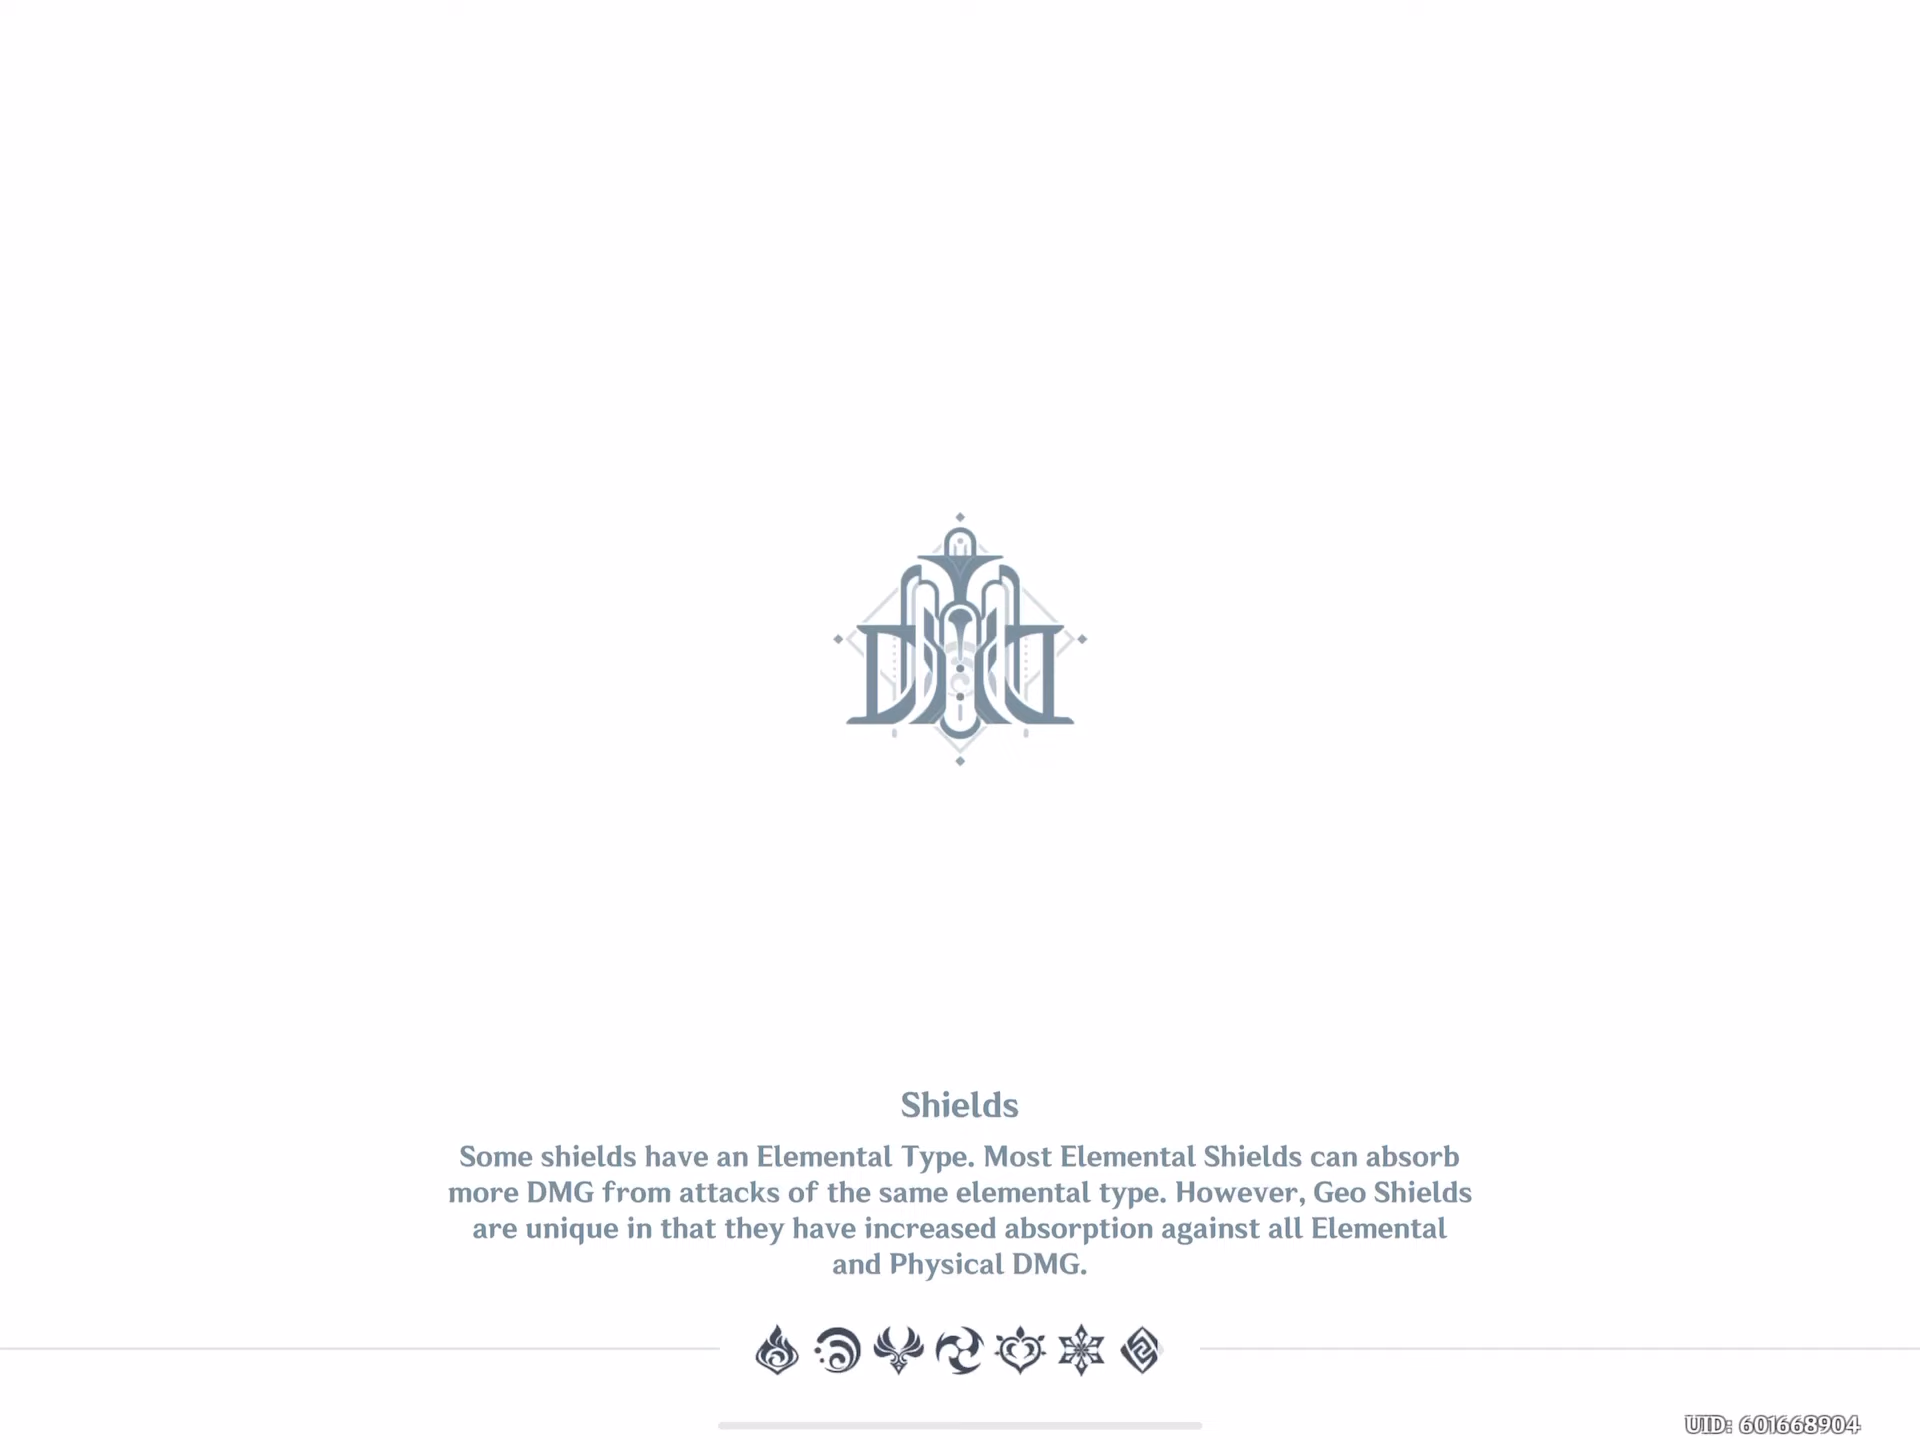 Shields
Some shields have an Elemental Type. Most Elemental Shields can absorb
more DMG from attacks of the same elemental type. However, Geo Shields
are unique in that they have increased absorption against all Elemental
and Physical DMG.
UID: 601668904